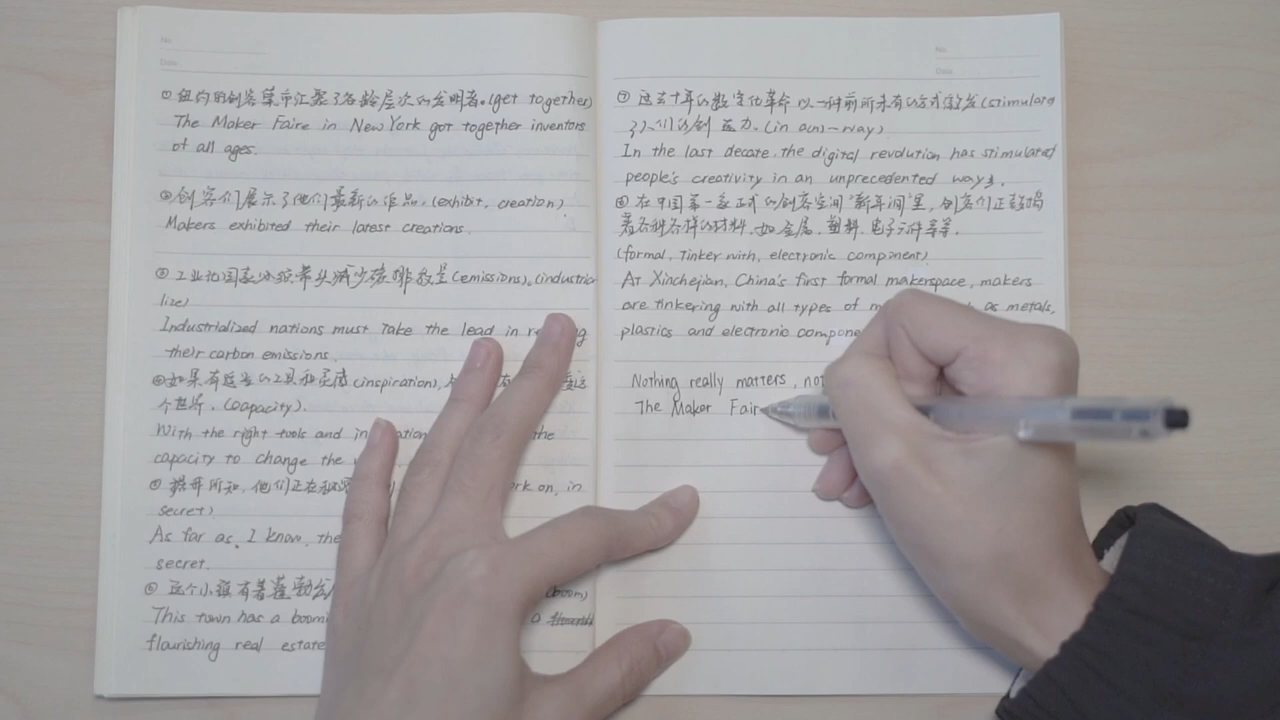 No.
Date
① 纽约的创客集市汇聚了各龄层次的发明者。(get together)
The Maker Faire in New York got together inventors
of all ages.
② 创客们展示了他们最新的作品。(exhibit, creation)
Makers exhibited their latest creations.
③ 工业化国家必须带头减少碳排放量(emissions)。(industria
lize)
Industrialized nations must take the lead in
their carbon emissions.
④ 如果有适当的工具和灵感(inspiration),
个世界。(capacity).
With the right tools and the
capacity to change the
⑤ 据我所知,他们正在 on, in
secret)
As far as I know, the
secret.
⑥ 这个小镇有着蓬勃发 (boom)
This town has a boomi a
flourishing real estate
No.
Date
⑦ 过去十年的数字化革命以一种前所未有的方式激发(stimulate
了人们的创造力。(in a(n)~way)
In the last decate, the digital revolution has stimulated
people's creativity in an unprecedented ways.
⑧ 在中国第一家正式的创客空间"新车间"里,创客们正在捣
着各种各样的材料,如金属、塑料、电子元件等等。
(formal, tinker with, electronic component)
At Xinchejian, China's first formal makerspace, makers
are tinkering with all types of as metals,
plastics and electronic compone
Nothing really matters, not
The Maker Fair